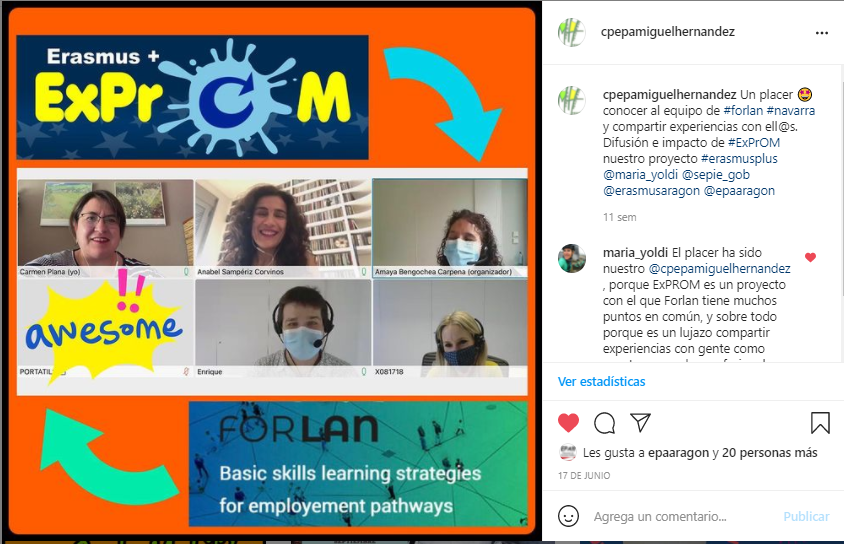 Erasmus +
ExPrOM
Carmen Plana (yo)
Anabel Sampériz Corvinos
Amaya Bengochea Carpena (organizador)
awesome!!
PORTATIL
Enrique
X081718
FORLAN
Basic skills learning strategies
for employement pathways
cpepamiguelhernandez
cpepamiguelhernandez Un placer 🤩
conocer al equipo de #forlan #navarra
y compartir experiencias con ell@s.
Difusión e impacto de #ExPrOM
nuestro proyecto #erasmusplus
@maria_yoldi @sepie_gob
@erasmusaragon @epaaragon
11 sem
maria_yoldi El placer ha sido
nuestro @cpepamiguelhernandez
, porque ExPROM es un proyecto
con el que Forlan tiene muchos
puntos en común, y sobre todo
porque es un lujazo compartir
experiencias con gente como
Ver estadísticas
Les gusta a epaaragon y 20 personas más
17 DE JUNIO
Agrega un comentario...
Publicar